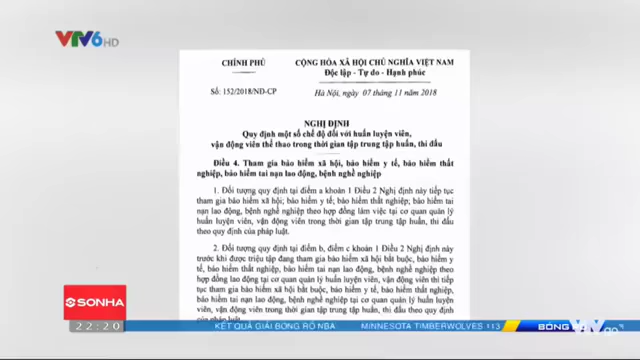 VTV6 HD
CHÍNH PHỦ
CỘNG HÒA XÃ HỘI CHỦ NGHĨA VIỆT NAM
Độc lập - Tự do - Hạnh phúc
Số: 152/2018/NĐ-CP
Hà Nội, ngày 07 tháng 11 năm 2018
NGHỊ ĐỊNH
Quy định một số chế độ đối với huấn luyện viên,
vận động viên thể thao trong thời gian tập trung tập huấn, thi đấu
Điều 4. Tham gia bảo hiểm xã hội, bảo hiểm y tế, bảo hiểm thất
nghiệp, bảo hiểm tai nạn lao động, bệnh nghề nghiệp
1. Đối tượng quy định tại điểm a khoản 1 Điều 2 Nghị định này tiếp tục
tham gia bảo hiểm xã hội; bảo hiểm y tế; bảo hiểm thất nghiệp; bảo hiểm tai
nạn lao động, bệnh nghề nghiệp theo hợp đồng làm việc tại cơ quan quản lý
huấn luyện viên, vận động viên trong thời gian tập trung tập huấn, thi đấu
theo quy định của pháp luật.
2. Đối tượng quy định tại điểm b, điểm c khoản 1 Điều 2 Nghị định này
trước khi được triệu tập đang tham gia bảo hiểm xã hội bắt buộc, bảo hiểm y
tế, bảo hiểm thất nghiệp, bảo hiểm tai nạn lao động, bệnh nghề nghiệp theo
hợp đồng lao động tại cơ quan quản lý huấn luyện viên, vận động viên thì tiếp
tục tham gia bảo hiểm xã hội bắt buộc, bảo hiểm y tế, bảo hiểm thất nghiệp,
bảo hiểm tai nạn lao động, bệnh nghề nghiệp tại cơ quan quản lý huấn luyện
viên, vận động viên trong thời gian tập trung tập huấn, thi đấu theo quy định
của pháp luật.
SONHA
22:20
KẾT QUẢ GIẢI BÓNG RỔ NBA
MINNESOTA TIMBERWOLVES 113
BÓNG
VTV go